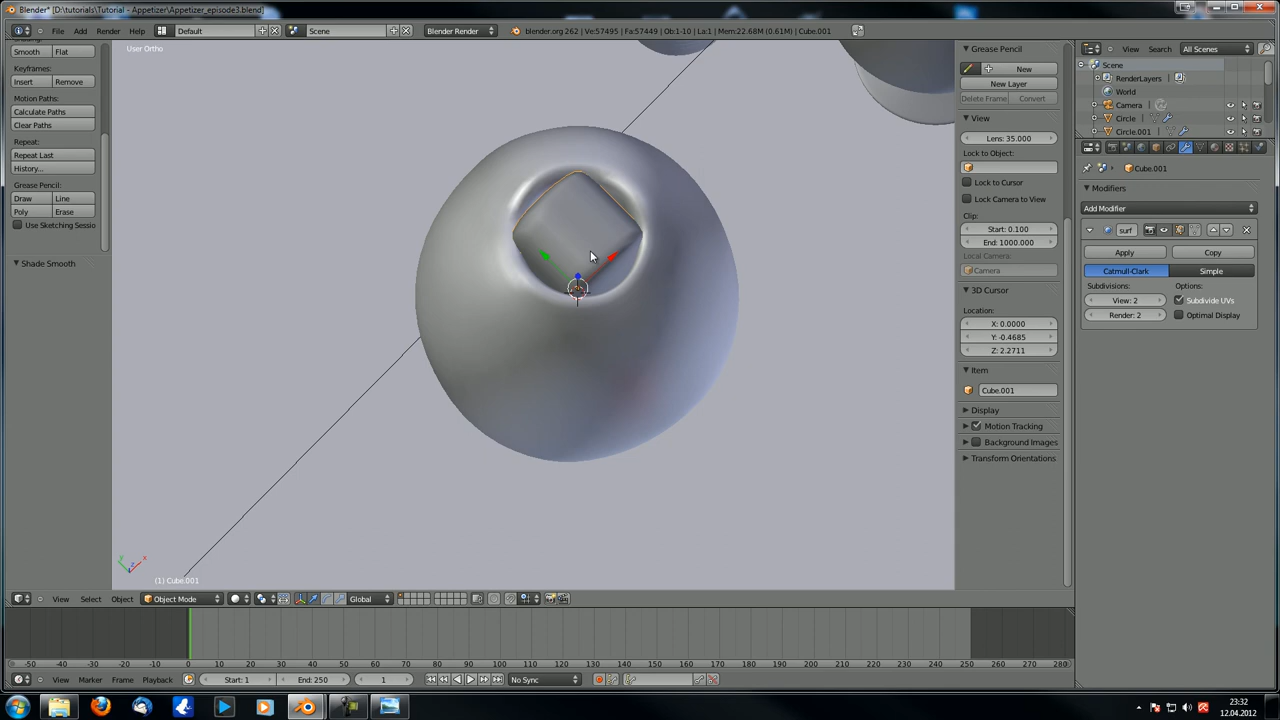 Blender* [D:\tutorials\Tutorial - Appetizer\Appetizer_episode3.blend]
File Add Render Help Default Scene Blender Render blender.org 262 | Ve:57495 | Fa:57449 | Ob:1-10 | La:1 | Mem:22.68M (0.61M) | Cube.001
Smooth Flat
Keyframes:
Insert Remove
Motion Paths:
Calculate Paths
Clear Paths
Repeat:
Repeat Last
History...
Grease Pencil:
Draw Line
Poly Erase
Use Sketching Sessio
Shade Smooth
User Ortho
y x
z
(1) Cube.001
Grease Pencil
New
New Layer
Delete Frame Convert
View
Lens: 35.000
Lock to Object:
Lock to Cursor
Lock Camera to View
Clip:
Start: 0.100
End: 1000.000
Local Camera:
Camera
3D Cursor
Location:
X: 0.0000
Y: -0.4685
Z: 2.2711
Item
Cube.001
Display
Motion Tracking
Background Images
Transform Orientations
View Search All Scenes
Scene
RenderLayers
World
Camera
Circle
Circle.001
Cube.001
Modifiers
Add Modifier
surf
Apply Copy
Catmull-Clark Simple
Subdivisions: Options:
View: 2 Subdivide UVs
Render: 2 Optimal Display
View Select Object Object Mode Global
-50 -40 -30 -20 -10 0 10 20 30 40 50 60 70 80 90 100 110 120 130 140 150 160 170 180 190 200 210 220 230 240 250 260 270 280
View Marker Frame Playback Start: 1 End: 250 1 No Sync
23:32
12.04.2012